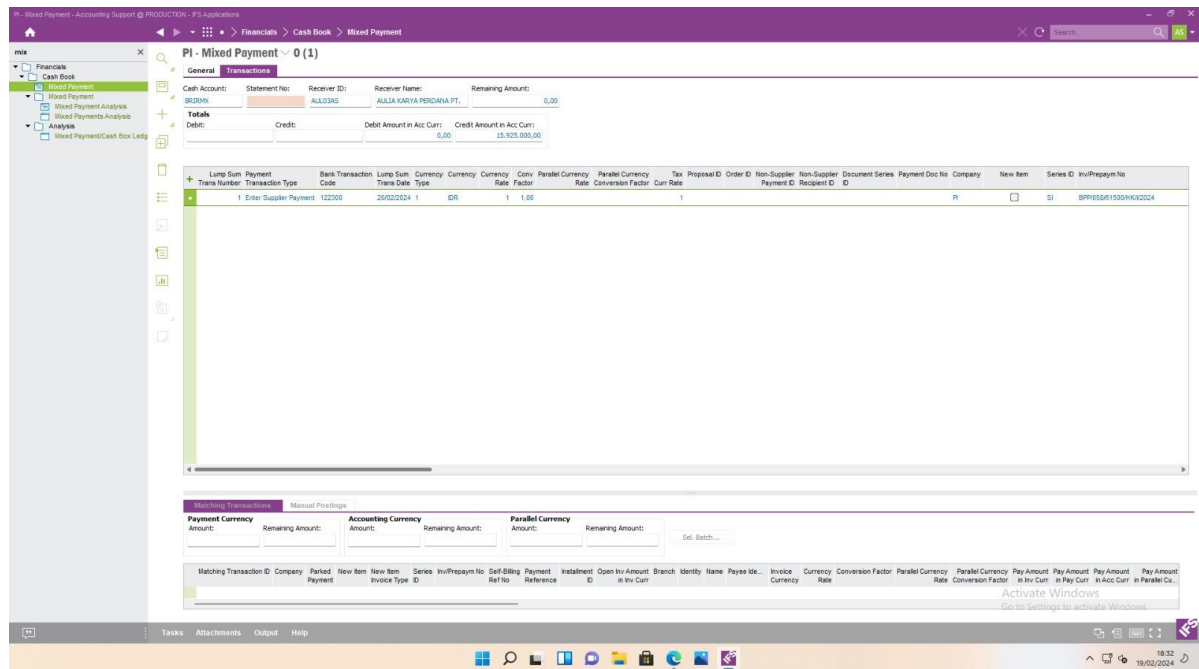 PI - Mixed Payment - Accounting Support @ PRODUCTION - IFS Applications
> Financials > Cash Book > Mixed Payment
Search...
AS
mix
Financials
Cash Book
Mixed Payment
Mixed Payment
Mixed Payment Analysis
Mixed Payments Analysis
Analysis
Mixed Payment/Cash Box Ledg
PI - Mixed Payment 0 (1)
General Transactions
Cash Account: Statement No: Receiver ID: Receiver Name: Remaining Amount:
BRIRMX AUL03AS AULIA KARYA PERDANA PT. 0,00
Totals
Debit: Credit: Debit Amount in Acc Curr: Credit Amount in Acc Curr:
0,00 15.925.000,00
Lump Sum Payment Bank Transaction Lump Sum Currency Currency Currency Conv Parallel Currency Parallel Currency Tax Proposal ID Order ID Non-Supplier Non-Supplier Document Series Payment Doc No Company New Item Series ID Inv/Prepaym No
Trans Number Transaction Type Code Trans Date Type Rate Factor Rate Conversion Factor Curr Rate Payment ID Recipient ID ID
1 Enter Supplier Payment 122300 20/02/2024 1 IDR 1 1.00 1 PI SI BPP/058/61500/HK/I/2024
Matching Transactions Manual Postings
Payment Currency Accounting Currency Parallel Currency
Amount: Remaining Amount: Amount: Remaining Amount: Amount: Remaining Amount:
Sel. Batch...
Matching Transaction ID Company Parked New Item New Item Series Inv/Prepaym No Self-Billing Payment Installment Open Inv Amount Branch Identity Name Payee Ide... Invoice Currency Conversion Factor Parallel Currency Parallel Currency Pay Amount Pay Amount Pay Amount Pay Amount
Payment Invoice Type ID Ref No Reference ID in Inv Curr Currency Rate Rate Conversion Factor in Inv Curr in Pay Curr in Acc Curr in Parallel Cu...
Activate Windows
Go to Settings to activate Windows.
Tasks Attachments Output Help
IFS
18:32
19/02/2024